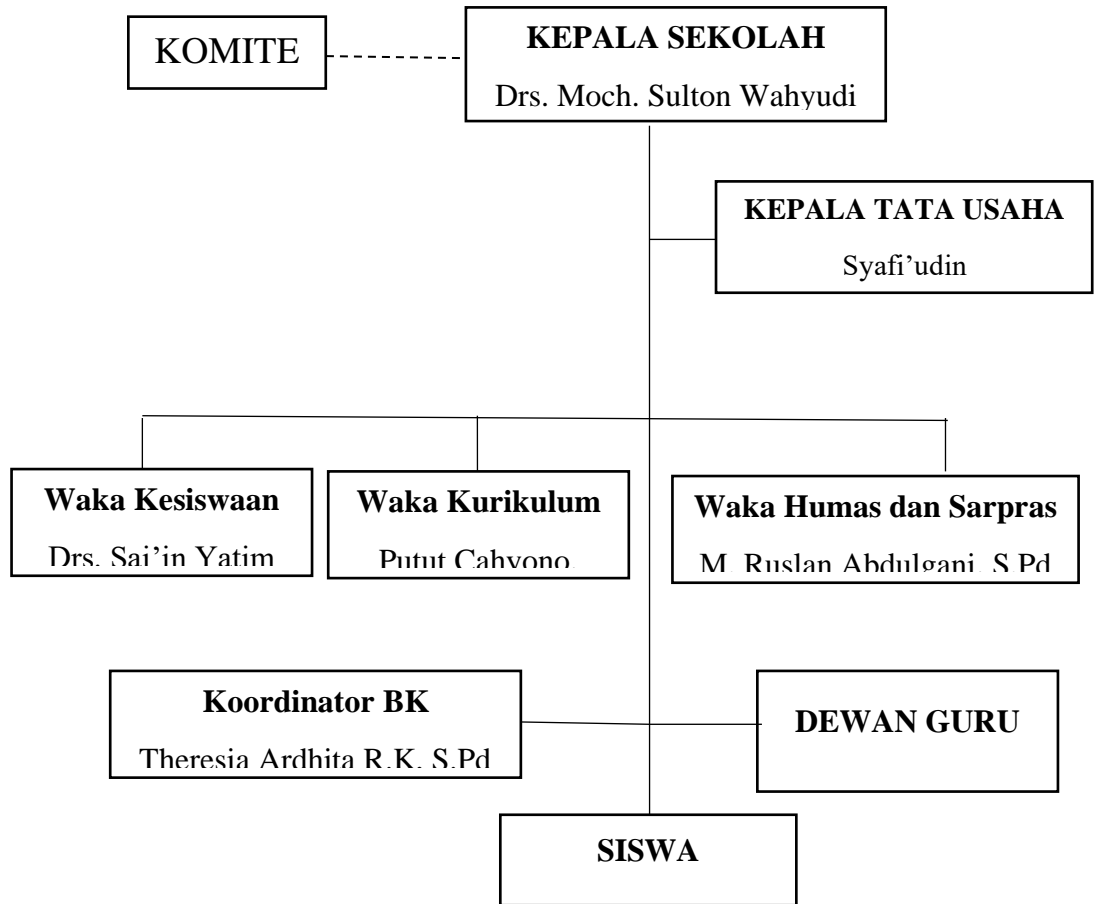 KOMITE
KEPALA SEKOLAH
Drs. Moch. Sulton Wahyudi
KEPALA TATA USAHA
Syafi’udin
Waka Kesiswaan
Drs. Sai’in Yatim
Waka Kurikulum
Putut Cahyono,
Waka Humas dan Sarpras
M. Ruslan Abdulgani, S.Pd
Koordinator BK
Theresia Ardhita R.K, S.Pd
DEWAN GURU
SISWA